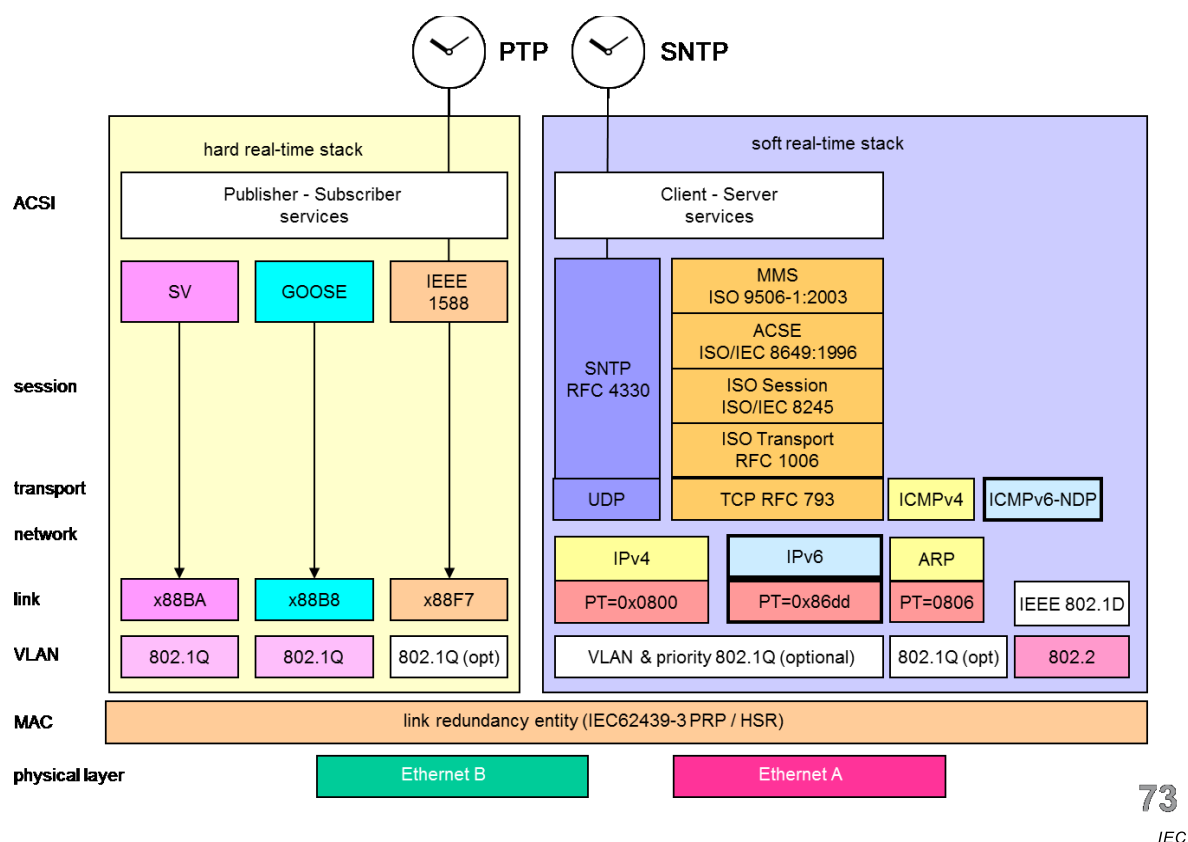 PTP
SNTP
hard real-time stack
soft real-time stack
ACSI
Publisher - Subscriber
services
Client - Server
services
SV
GOOSE
IEEE
1588
SNTP
RFC 4330
MMS
ISO 9506-1:2003
ACSE
ISO/IEC 8649:1996
session
ISO Session
ISO/IEC 8245
ISO Transport
RFC 1006
transport
UDP
TCP RFC 793
ICMPv4
ICMPv6-NDP
network
IPv4
IPv6
ARP
link
x88BA
x88B8
x88F7
PT=0x0800
PT=0x86dd
PT=0806
IEEE 802.1D
VLAN
802.1Q
802.1Q
802.1Q (opt)
VLAN & priority 802.1Q (optional)
802.1Q (opt)
802.2
MAC
link redundancy entity (IEC62439-3 PRP / HSR)
physical layer
Ethernet B
Ethernet A
73
IEC